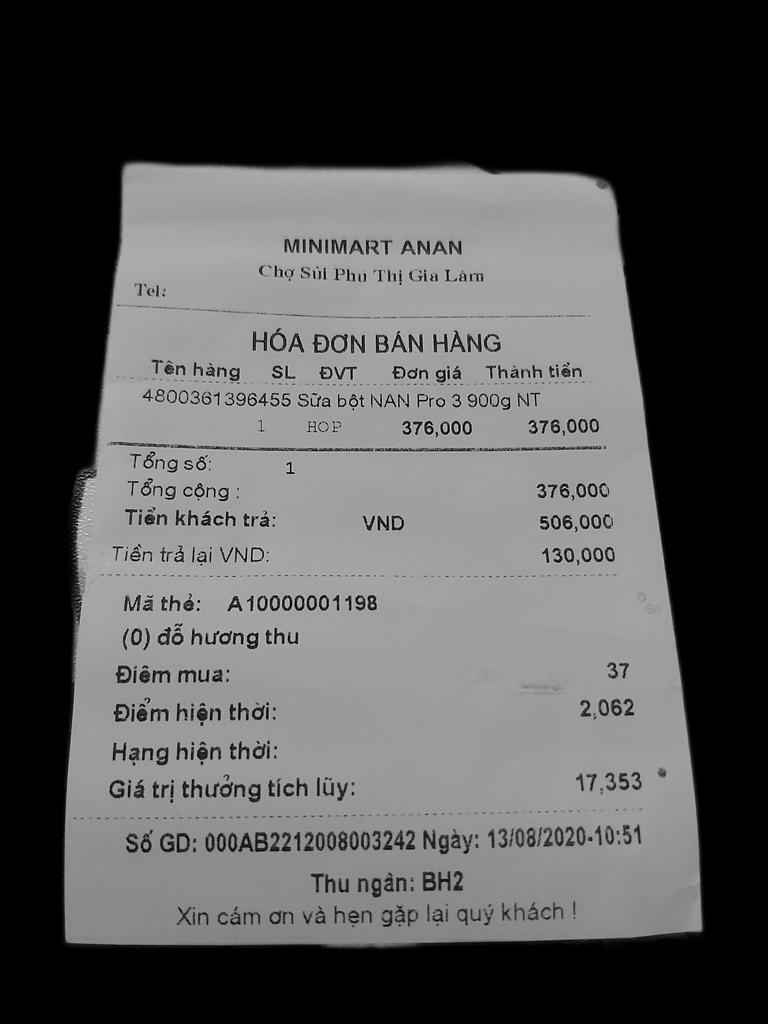 MINIMART ANAN
Chợ Sủi Phu Thị Gia Lâm
Tel:
HÓA ĐƠN BÁN HÀNG
Tên hàng SL ĐVT Đơn giá Thành tiền
4800361396455 Sữa bột NAN Pro 3 900g NT
1 HOP 376,000 376,000
Tổng số: 1
Tổng cộng : 376,000
Tiền khách trả: VND 506,000
Tiền trả lại VND: 130,000
Mã thẻ: A10000001198
(0) đỗ hương thu
Điểm mua: 37
Điểm hiện thời: 2,062
Hạng hiện thời:
Giá trị thưởng tích lũy: 17,353
Số GD: 000AB2212008003242 Ngày: 13/08/2020-10:51
Thu ngân: BH2
Xin cám ơn và hẹn gặp lại quý khách !